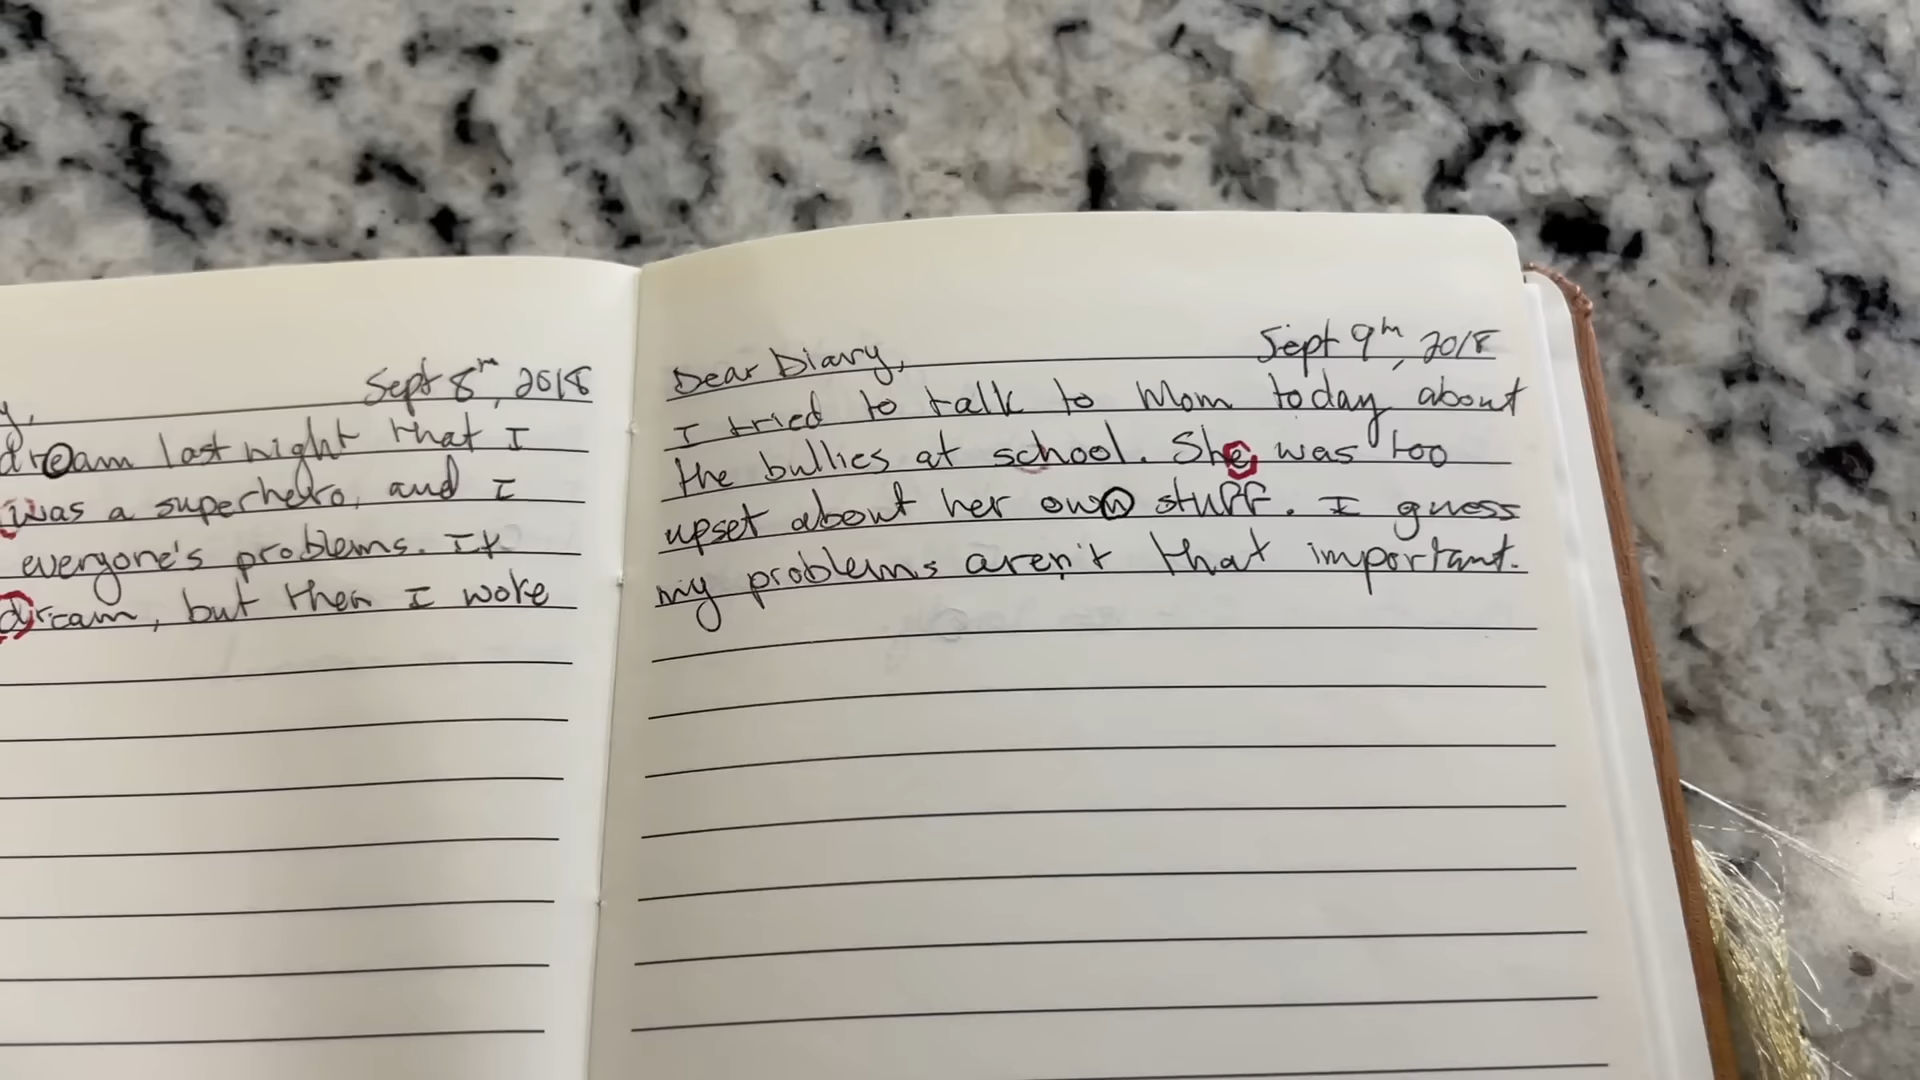 Sept 8th, 2018
dream last night that I
was a superhero, and I
everyone's problems. It
dream, but then I woke
Dear Diary,
Sept 9th, 2018
I tried to talk to Mom today about
the bullies at school. She was too
upset about her own stuff. I guess
my problems aren't that important.